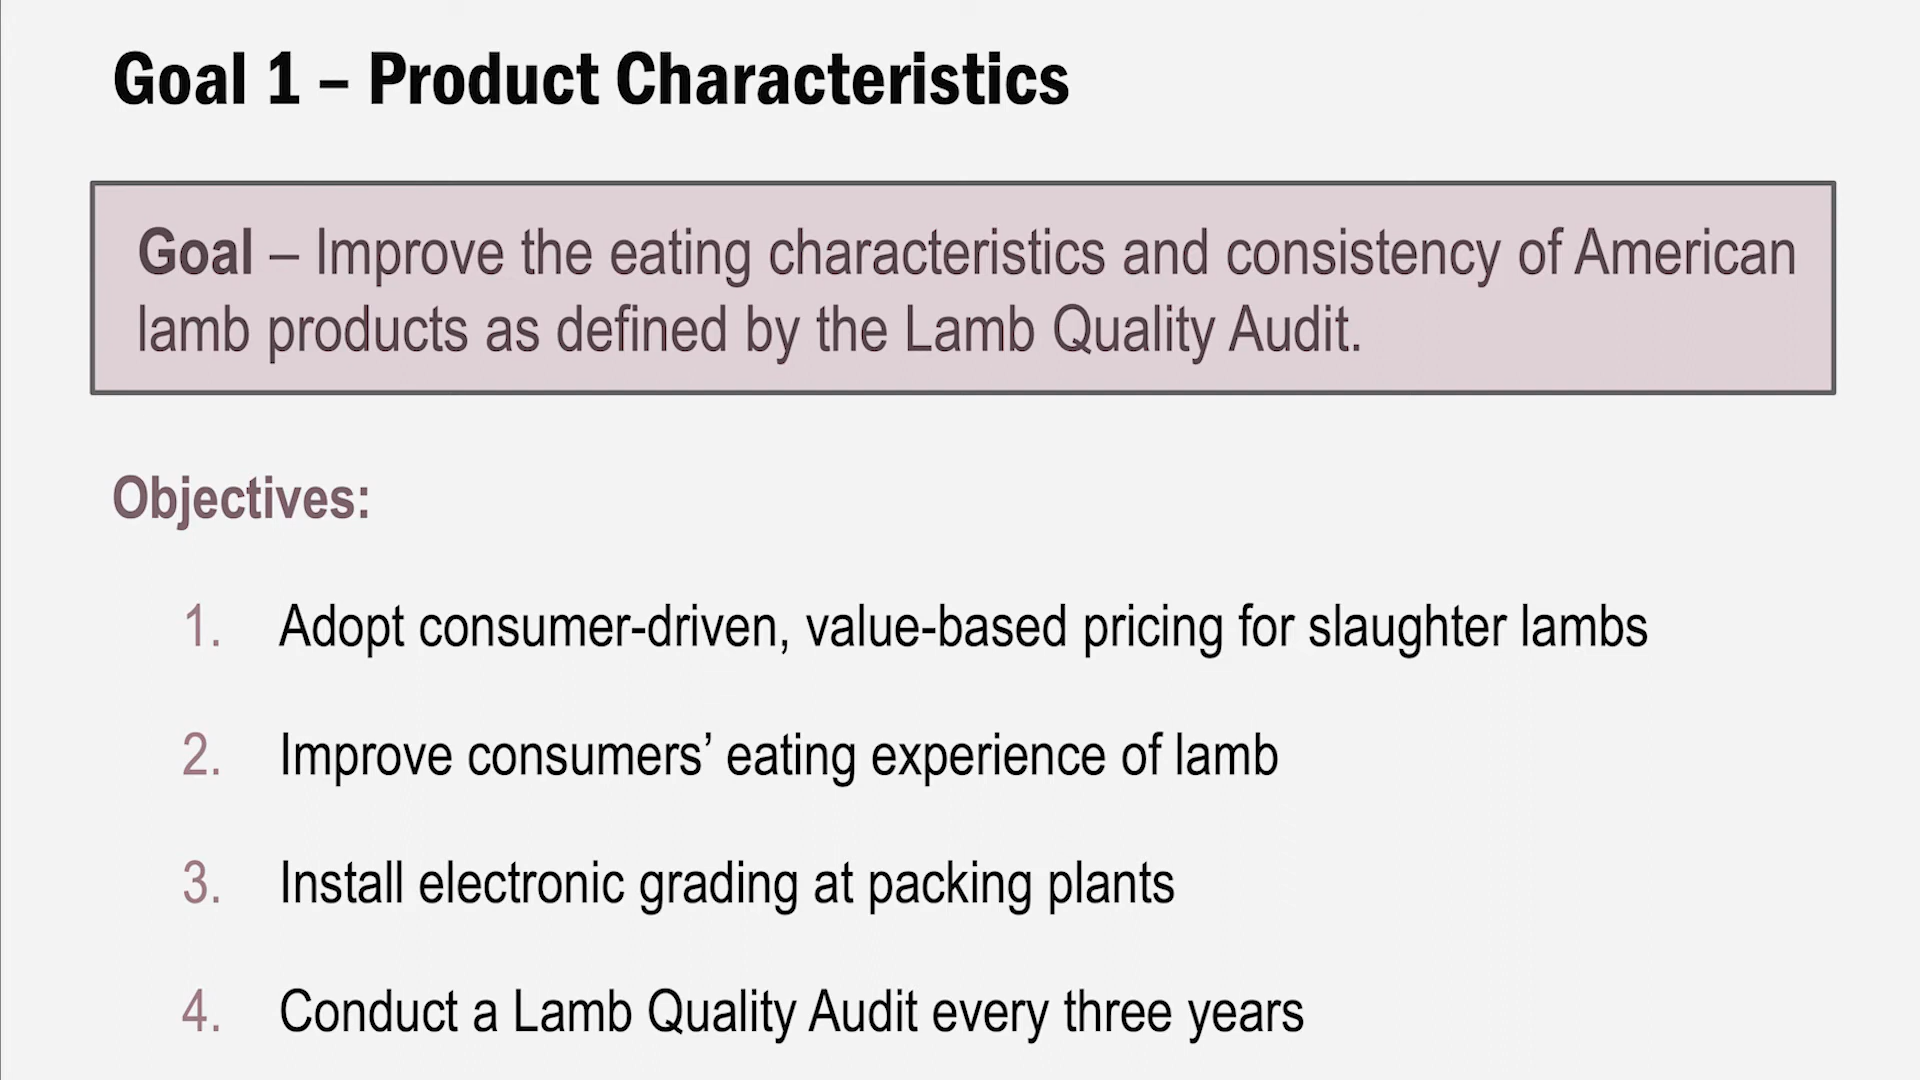 Goal 1 – Product Characteristics
Goal – Improve the eating characteristics and consistency of American
lamb products as defined by the Lamb Quality Audit.
Objectives:
1. Adopt consumer-driven, value-based pricing for slaughter lambs
2. Improve consumers’ eating experience of lamb
3. Install electronic grading at packing plants
4. Conduct a Lamb Quality Audit every three years